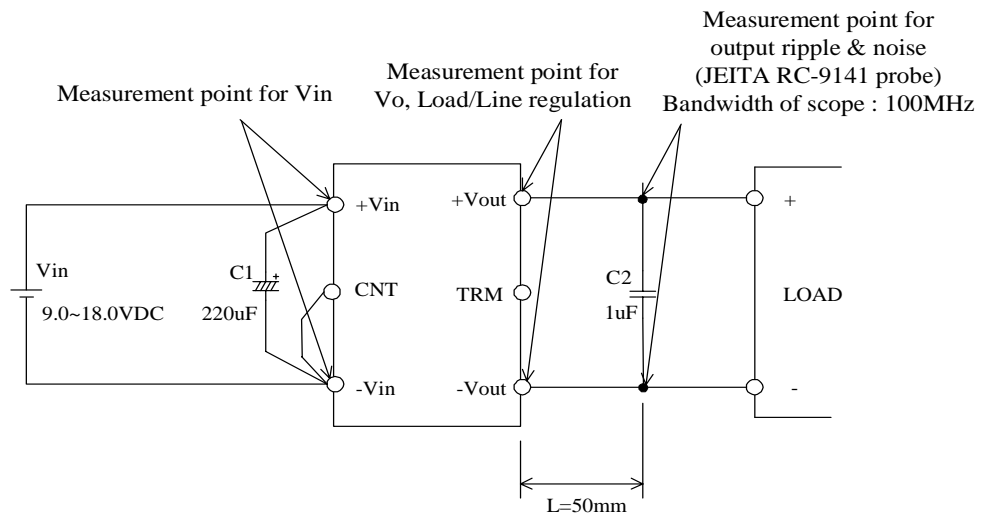 Measurement point for
output ripple & noise
(JEITA RC-9141 probe)
Bandwidth of scope : 100MHz
Measurement point for
Vo, Load/Line regulation
Measurement point for Vin
+Vin
+Vout
+
Vin
9.0~18.0VDC
C1
+
220uF
CNT
TRM
C2
1uF
LOAD
-Vin
-Vout
-
L=50mm